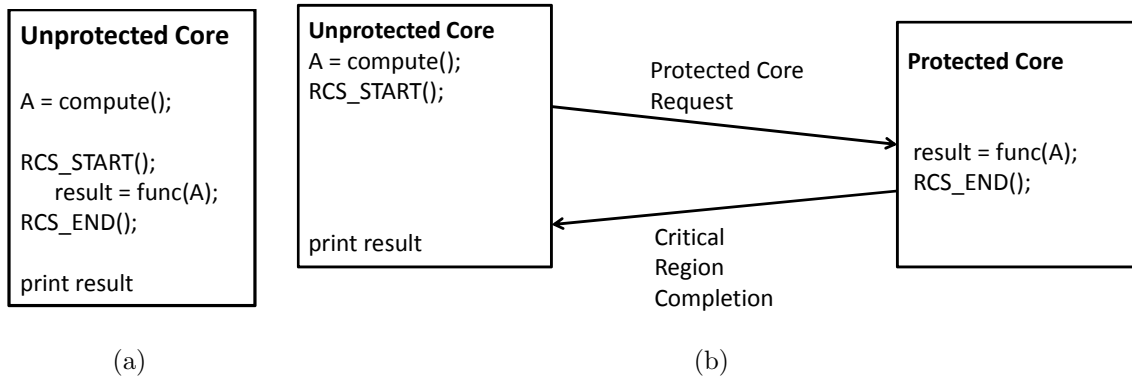 Unprotected Core
A = compute();
RCS_START();
result = func(A);
RCS_END();
print result
(a)
Unprotected Core
A = compute();
RCS_START();
print result
Protected Core
Request
Critical
Region
Completion
Protected Core
result = func(A);
RCS_END();
(b)